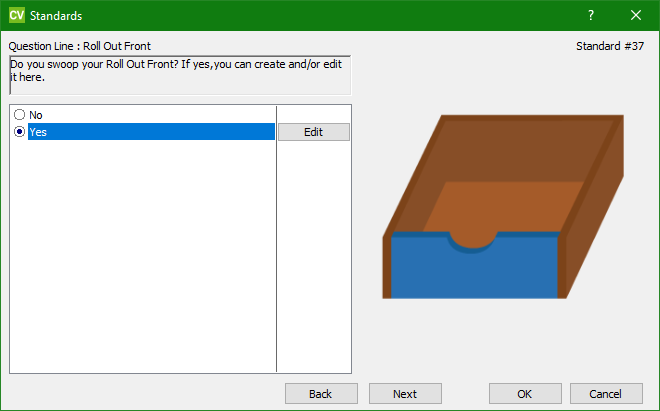 CV Standards ?
Question Line : Roll Out Front
Standard #37
Do you swoop your Roll Out Front? If yes,you can create and/or edit
it here.
No
Yes
Edit
Back Next OK Cancel